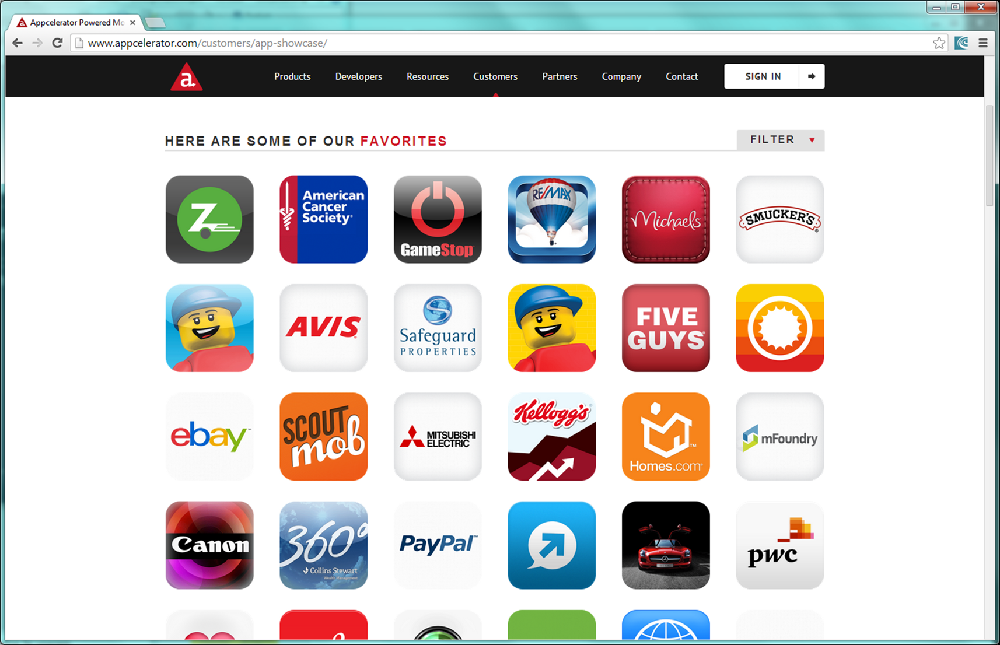 Appcelerator Powered Mo
www.appcelerator.com/customers/app-showcase/
a
Products
Developers
Resources
Customers
Partners
Company
Contact
SIGN IN
HERE ARE SOME OF OUR FAVORITES
FILTER
Z
American
Cancer
Society
GameStop
RE/MAX
Michaels
SMUCKER'S
AVIS
Safeguard
PROPERTIES
FIVE
GUYS
ebay
SCOUT
mob
MITSUBISHI
ELECTRIC
Kellogg's
Homes.com
mFoundry
Canon
360°
Collins Stewart
Wealth Management
PayPal
pwc